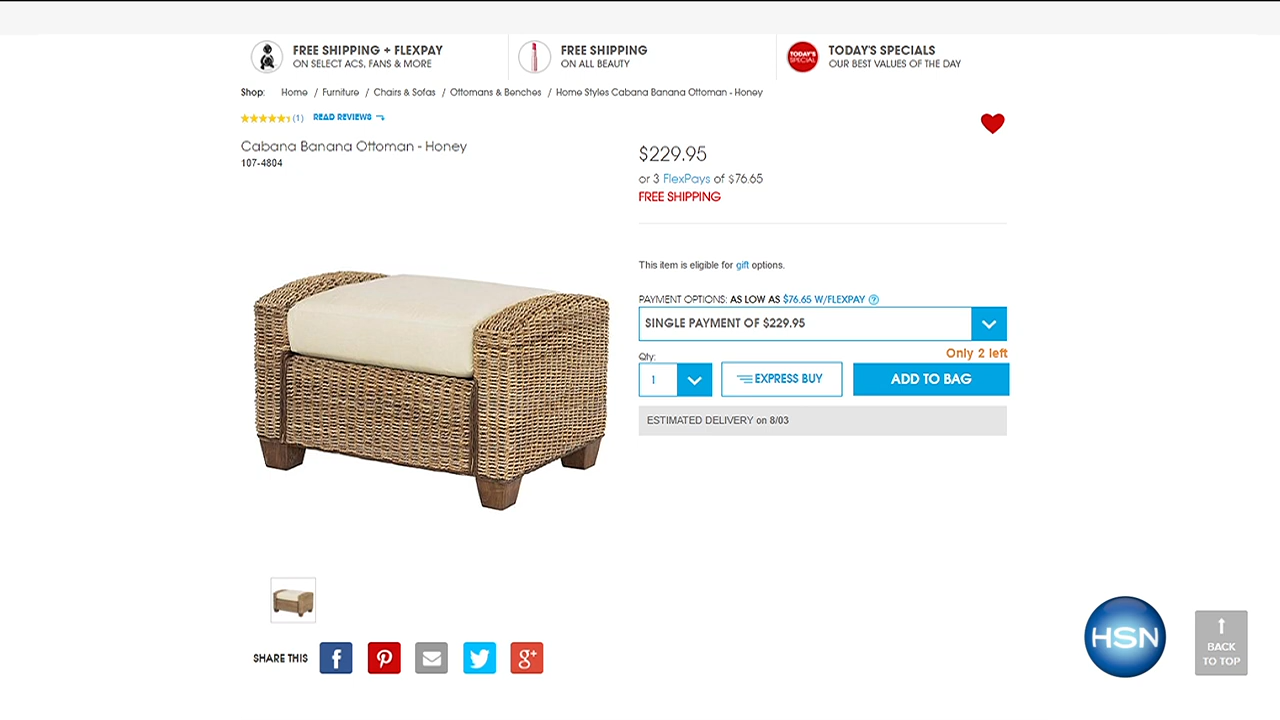 FREE SHIPPING + FLEXPAY
ON SELECT ACS, FANS & MORE
FREE SHIPPING
ON ALL BEAUTY
TODAY'S SPECIAL
TODAY'S SPECIALS
OUR BEST VALUES OF THE DAY
Shop: Home / Furniture / Chairs & Sofas / Ottomans & Benches / Home Styles Cabana Banana Ottoman - Honey
(1) READ REVIEWS
Cabana Banana Ottoman - Honey
107-4804
$229.95
or 3 FlexPays of $76.65
FREE SHIPPING
This item is eligible for gift options.
PAYMENT OPTIONS: AS LOW AS $76.65 W/FLEXPAY ?
SINGLE PAYMENT OF $229.95
Only 2 left
Qty:
1
EXPRESS BUY
ADD TO BAG
ESTIMATED DELIVERY on 8/03
SHARE THIS
f
g+
HSN
BACK
TO TOP